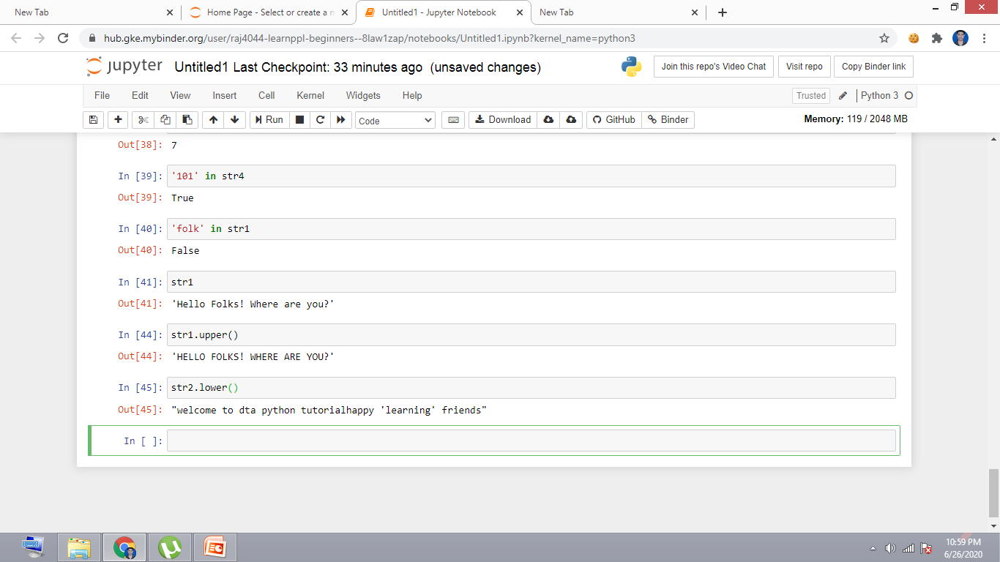 New Tab
Home Page - Select or create a n
Untitled1 - Jupyter Notebook
New Tab
hub.gke.mybinder.org/user/raj4044-learnppl-beginners--8law1zap/notebooks/Untitled1.ipynb?kernel_name=python3
jupyter Untitled1 Last Checkpoint: 33 minutes ago (unsaved changes)
Join this repo's Video Chat
Visit repo
Copy Binder link
File Edit View Insert Cell Kernel Widgets Help
Trusted
Python 3
Run
Code
Download
GitHub
Binder
Memory: 119 / 2048 MB
Out[38]: 7
In [39]: '101' in str4
Out[39]: True
In [40]: 'folk' in str1
Out[40]: False
In [41]: str1
Out[41]: 'Hello Folks! Where are you?'
In [44]: str1.upper()
Out[44]: 'HELLO FOLKS! WHERE ARE YOU?'
In [45]: str2.lower()
Out[45]: "welcome to dta python tutorialhappy 'learning' friends"
In [ ]:
10:59 PM
6/26/2020